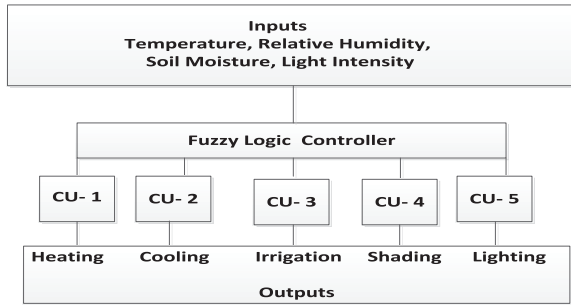 Inputs
Temperature, Relative Humidity,
Soil Moisture, Light Intensity
Fuzzy Logic Controller
CU- 1 CU- 2 CU- 3 CU- 4 CU- 5
Heating Cooling Irrigation Shading Lighting
Outputs